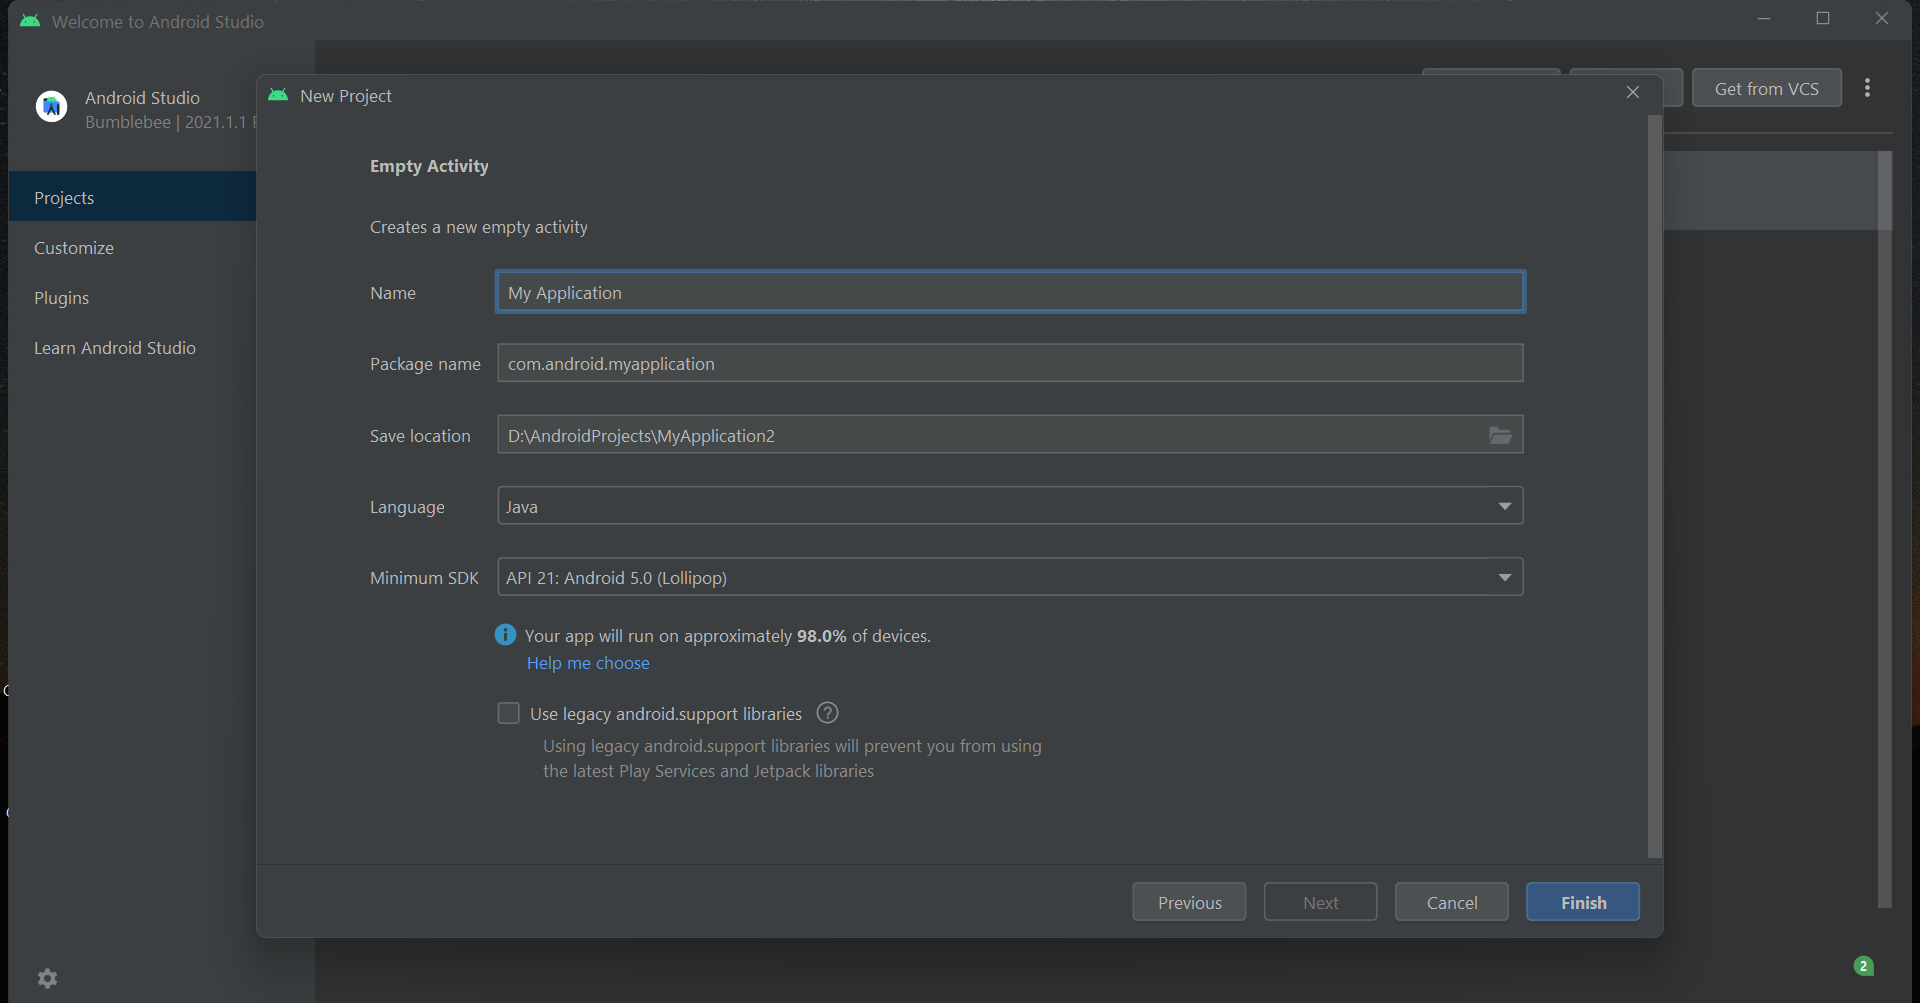 Welcome to Android Studio
Android Studio
Bumblebee | 2021.1.1
Get from VCS
Projects
Customize
Plugins
Learn Android Studio
New Project
Empty Activity
Creates a new empty activity
Name
My Application
Package name
com.android.myapplication
Save location
D:\AndroidProjects\MyApplication2
Language
Java
Minimum SDK
API 21: Android 5.0 (Lollipop)
i
Your app will run on approximately 98.0% of devices.
Help me choose
Use legacy android.support libraries ?
Using legacy android.support libraries will prevent you from using
the latest Play Services and Jetpack libraries
Previous
Next
Cancel
Finish
2